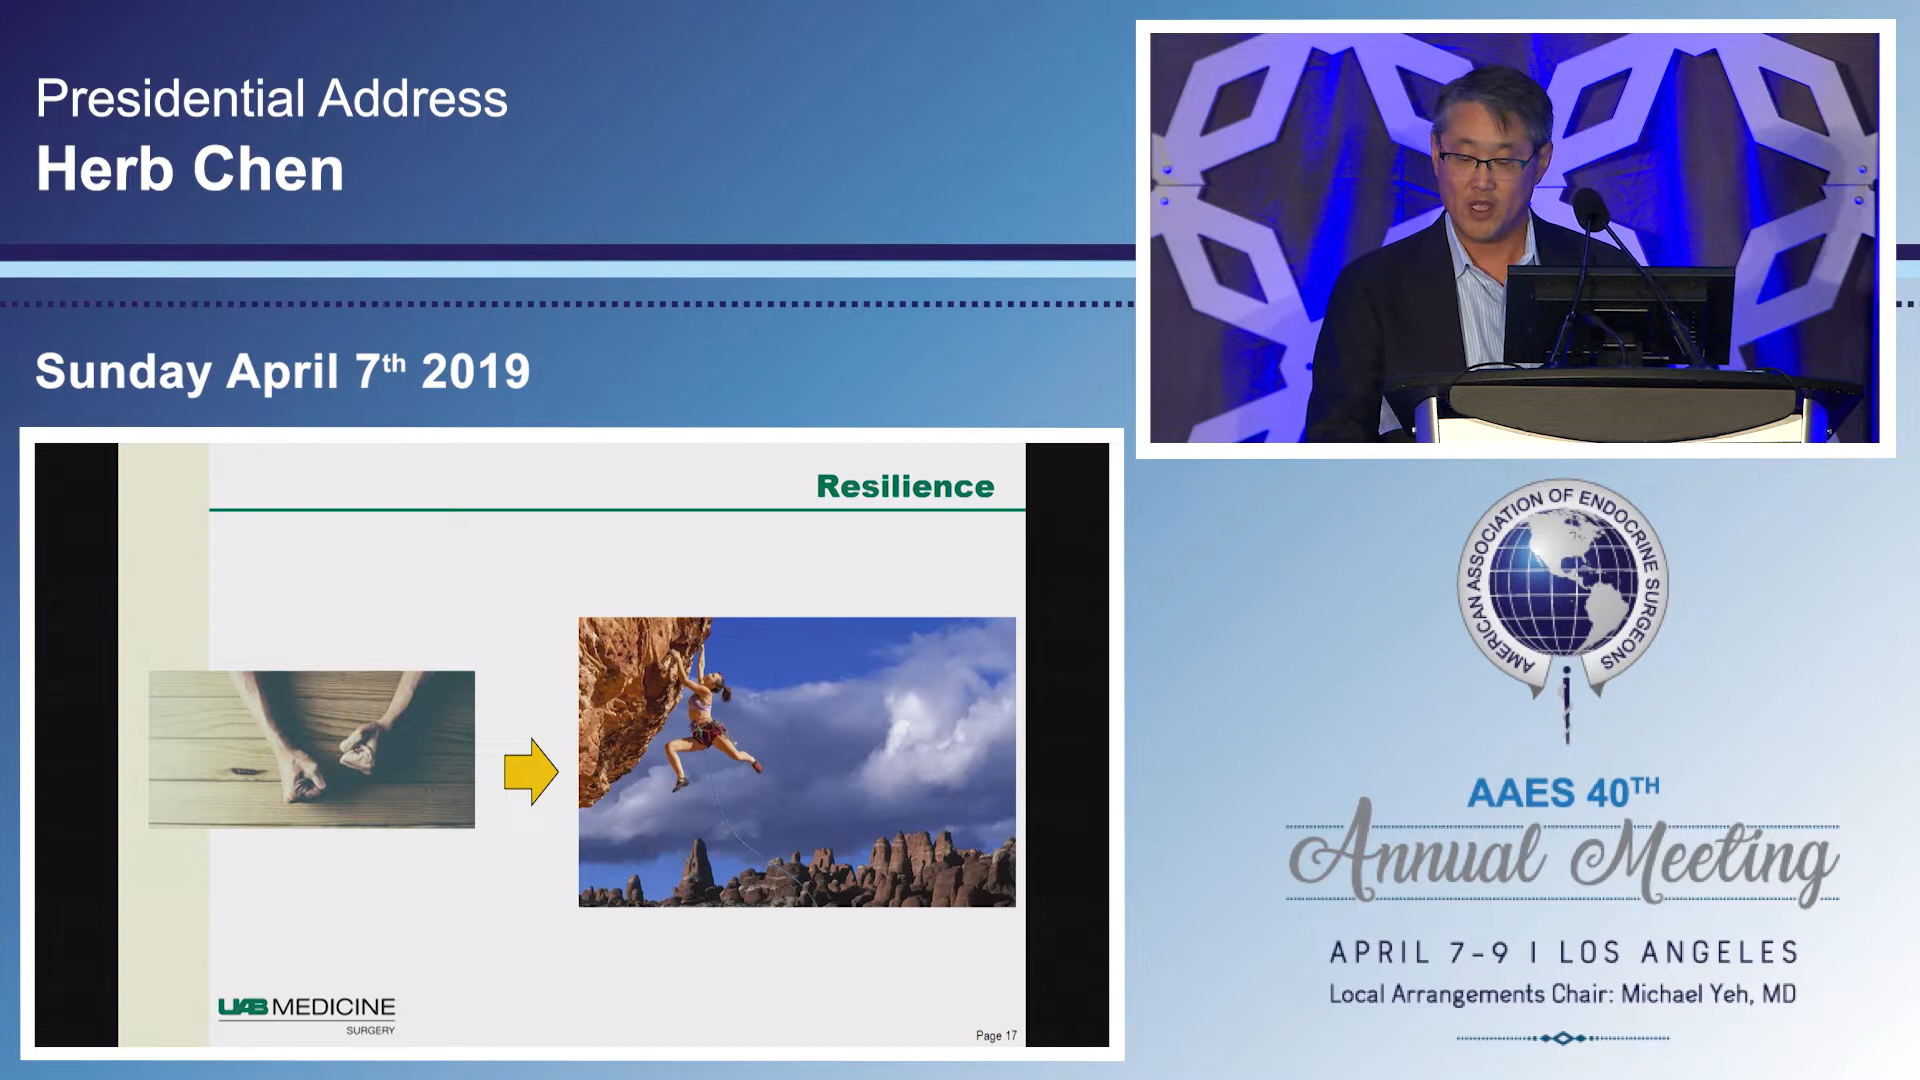 Presidential Address
Herb Chen
Sunday April 7th 2019
Resilience
UAB MEDICINE
SURGERY
Page 17
AMERICAN ASSOCIATION OF ENDOCRINE SURGEONS
AAES 40TH
Annual Meeting
APRIL 7-9 | LOS ANGELES
Local Arrangements Chair: Michael Yeh, MD